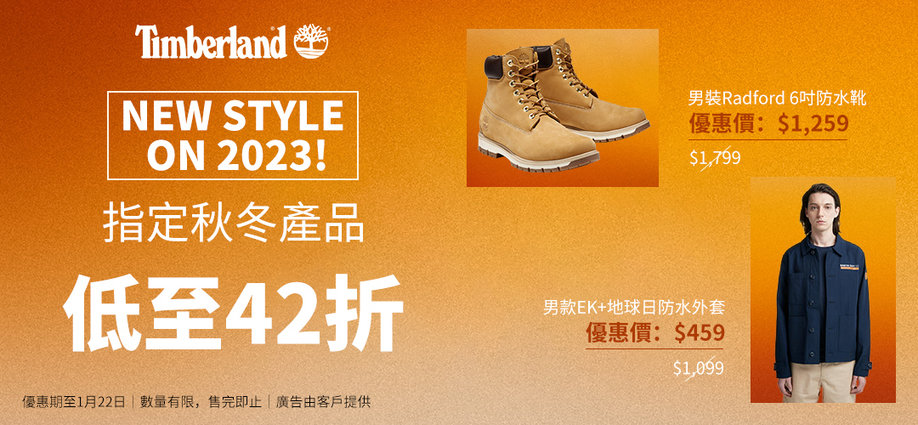 Timberland
NEW STYLE
ON 2023!
指定秋冬產品
低至42折
優惠期至1月22日｜數量有限，售完即止｜廣告由客戶提供
男裝Radford 6吋防水靴
優惠價：$1,259
$1,799
男款EK+地球日防水外套
優惠價：$459
$1,099